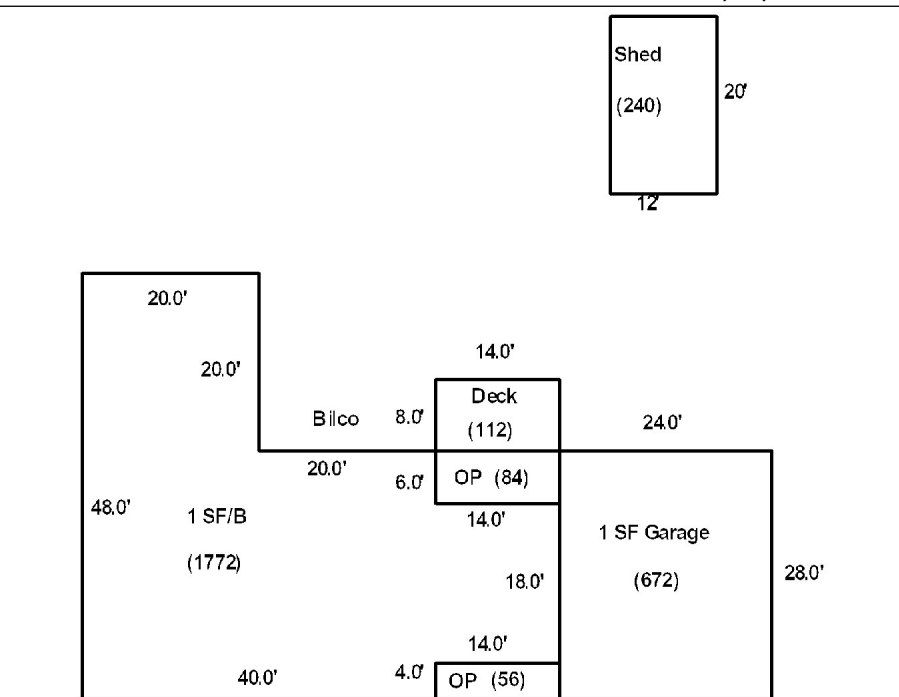 Shed
(240)
20'
12'
20.0'
20.0'
14.0'
Deck
(112)
8.0'
Bilco
24.0'
20.0'
6.0'
OP (84)
14.0'
48.0'
1 SF/B
(1772)
1 SF Garage
(672)
28.0'
18.0'
14.0'
40.0'
4.0'
OP (56)